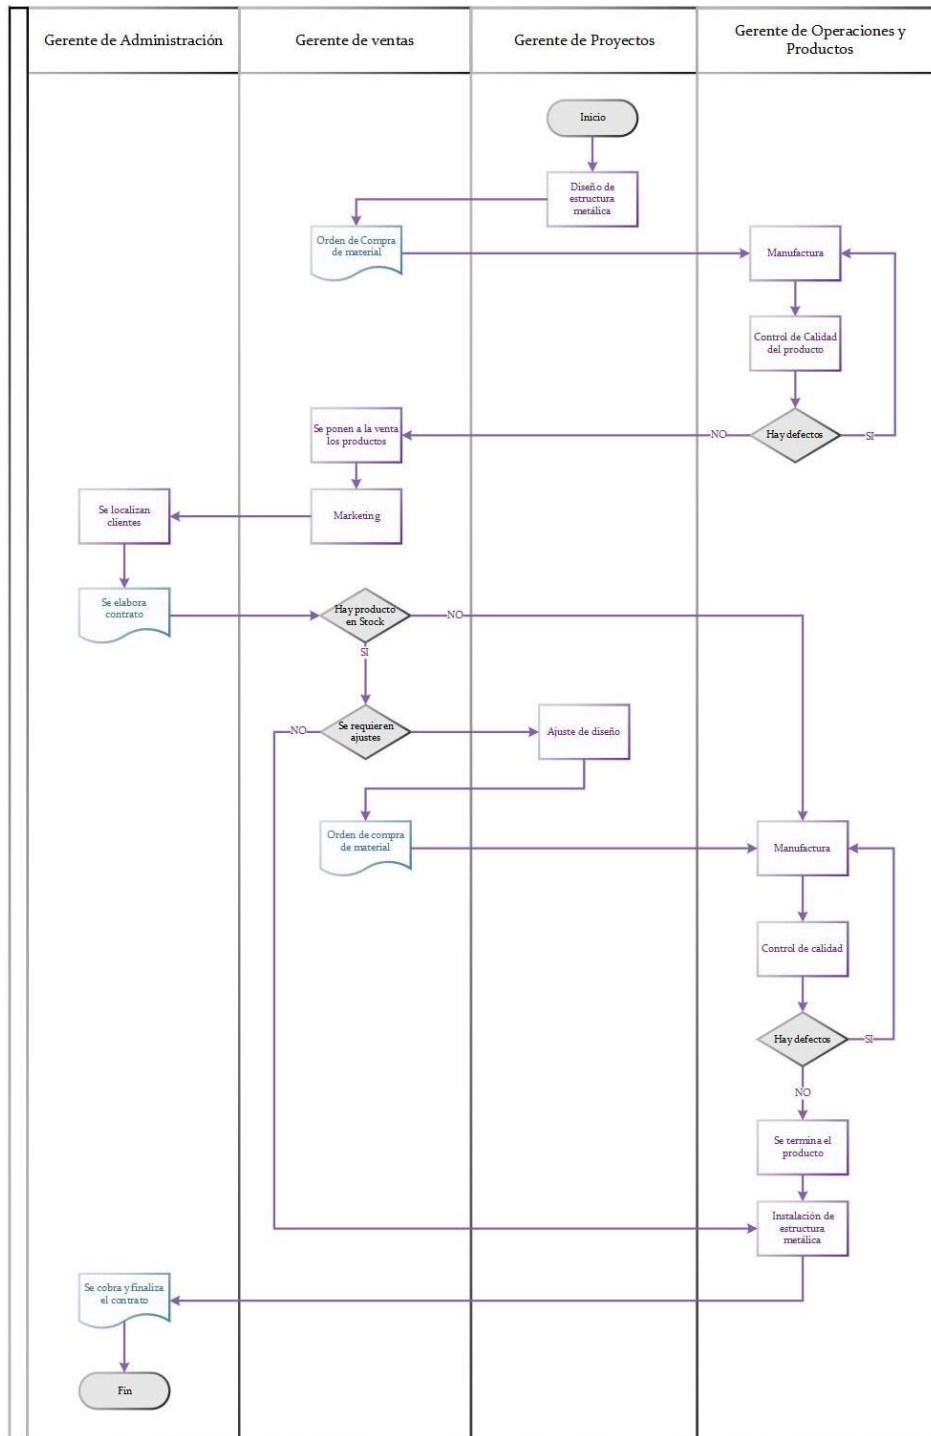 Gerente de Administración
Gerente de ventas
Gerente de Proyectos
Gerente de Operaciones y
Productos
Inicio
Diseño de
estructura
metálica
Orden de Compra
de material
Manufactura
Control de Calidad
del producto
Se ponen a la venta
los productos
NO
Hay defectos
SI
Se localizan
clientes
Marketing
Se elabora
contrato
Hay producto
en Stock
NO
SI
NO
Se requieren
ajustes
Ajuste de diseño
Orden de compra
de material
Manufactura
Control de calidad
Hay defectos
SI
NO
Se termina el
producto
Instalación de
estructura
metálica
Se cobra y finaliza
el contrato
Fin